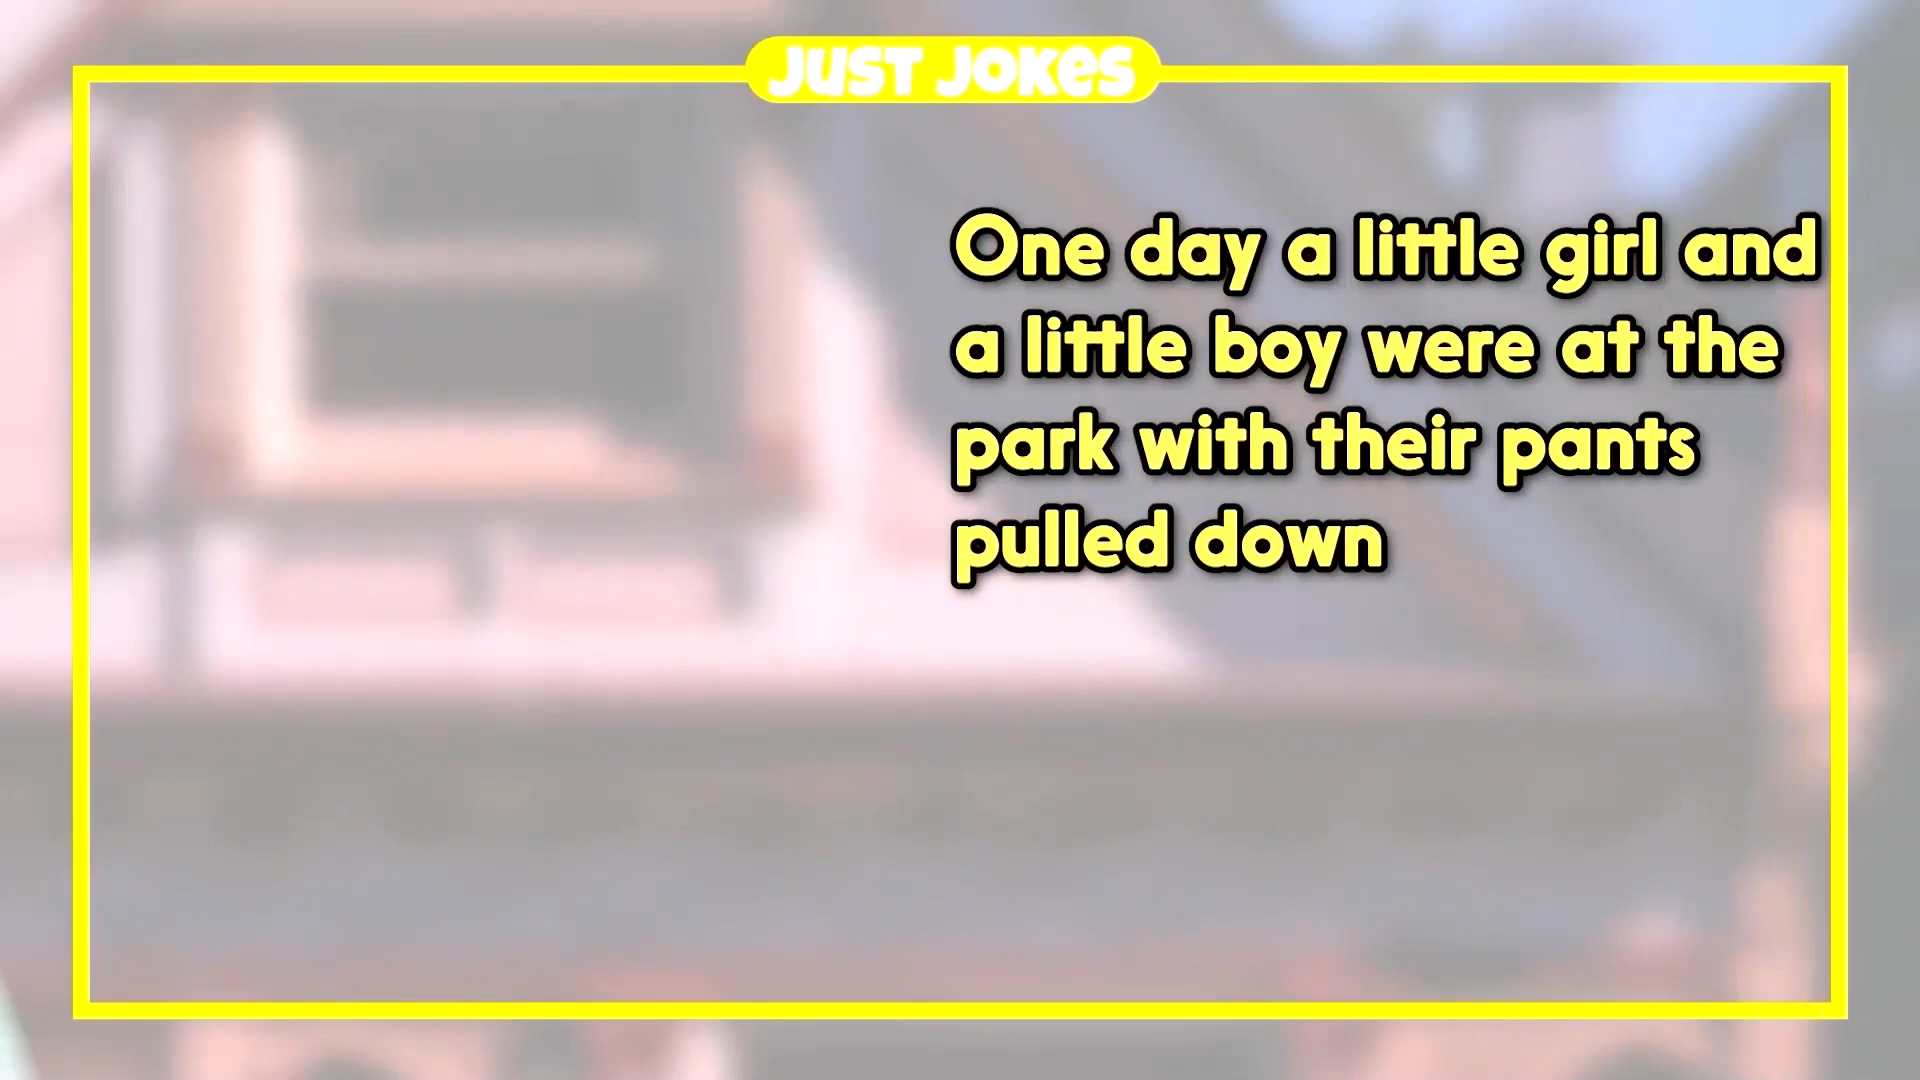 Just Jokes
One day a little girl and
a little boy were at the
park with their pants
pulled down